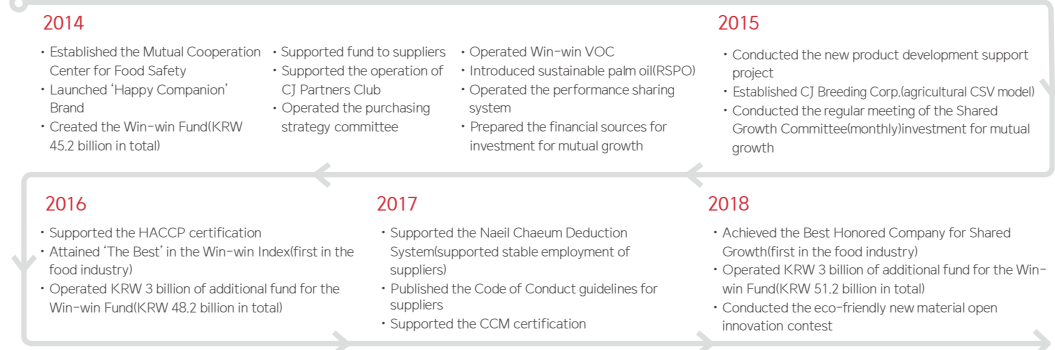 2014
• Established the Mutual Cooperation
Center for Food Safety
• Launched ‘Happy Companion’
Brand
• Created the Win-win Fund(KRW
45.2 billion in total)
• Supported fund to suppliers
• Supported the operation of
CJ Partners Club
• Operated the purchasing
strategy committee
• Operated Win-win VOC
• Introduced sustainable palm oil(RSPO)
• Operated the performance sharing
system
• Prepared the financial sources for
investment for mutual growth
2015
• Conducted the new product development support
project
• Established CJ Breeding Corp.(agricultural CSV model)
• Conducted the regular meeting of the Shared
Growth Committee(monthly)investment for mutual
growth
2016
• Supported the HACCP certification
• Attained ‘The Best’ in the Win-win Index(first in the
food industry)
• Operated KRW 3 billion of additional fund for the
Win-win Fund(KRW 48.2 billion in total)
2017
• Supported the Naeil Chaeum Deduction
System(supported stable employment of
suppliers)
• Published the Code of Conduct guidelines for
suppliers
• Supported the CCM certification
2018
• Achieved the Best Honored Company for Shared
Growth(first in the food industry)
• Operated KRW 3 billion of additional fund for the Win-
win Fund(KRW 51.2 billion in total)
• Conducted the eco-friendly new material open
innovation contest